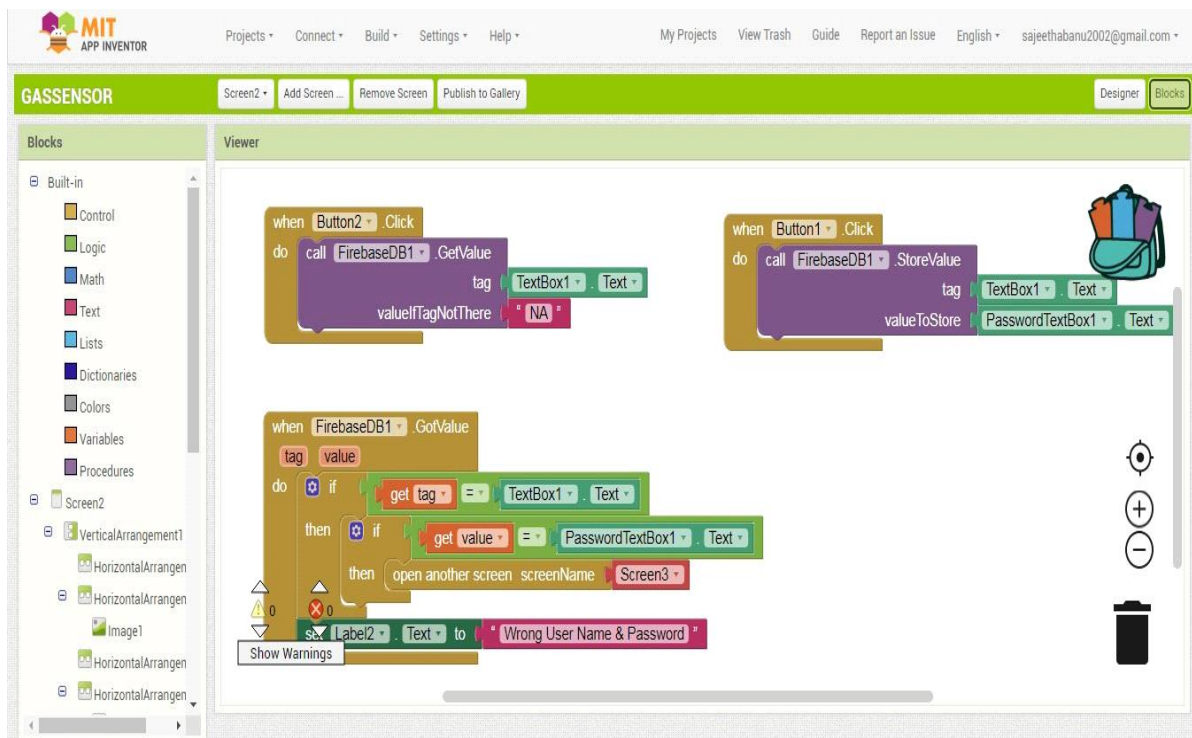 MIT
APP INVENTOR
Projects Connect Build Settings Help My Projects View Trash Guide Report an Issue English sajeethabanu2002@gmail.com
GASSENSOR Screen2 Add Screen ... Remove Screen Publish to Gallery Designer Blocks
Blocks Viewer
Built-in
Control
Logic
Math
Text
Lists
Dictionaries
Colors
Variables
Procedures
Screen2
VerticalArrangement1
HorizontalArrangen
HorizontalArrangen
Image1
HorizontalArrangen
HorizontalArrangen
when Button2 .Click
do call FirebaseDB1 .GetValue
tag TextBox1 . Text
valueIfTagNotThere " NA "
when Button1 .Click
do call FirebaseDB1 .StoreValue
tag TextBox1 . Text
valueToStore PasswordTextBox1 . Text
when FirebaseDB1 .GotValue
tag value
do if get tag = TextBox1 . Text
then if get value = PasswordTextBox1 . Text
then open another screen screenName Screen3
0 0
set Label2 . Text to " Wrong User Name & Password "
Show Warnings